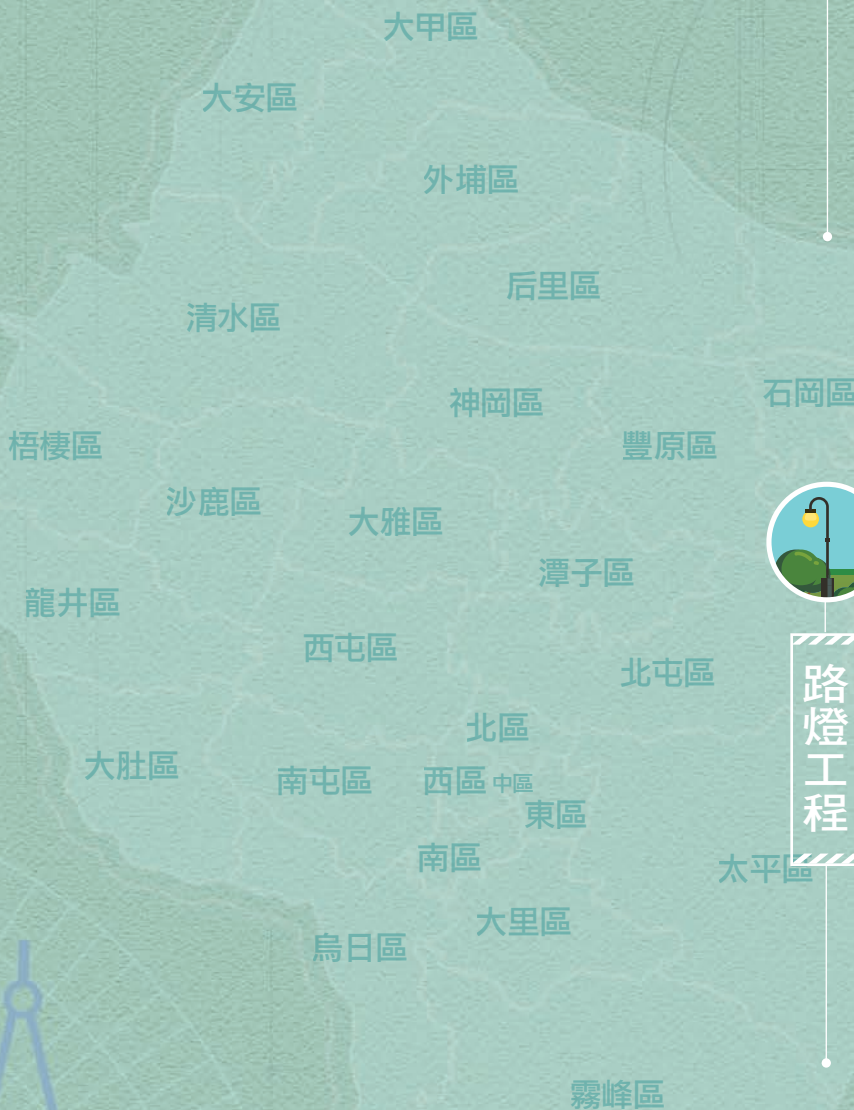 大甲區
大安區
外埔區
后里區
清水區
石岡區
神岡區
梧棲區
豐原區
沙鹿區
大雅區
潭子區
龍井區
西屯區
北屯區
路燈工程
北區
大肚區
南屯區
西區
中區
東區
南區
太平區
大里區
烏日區
霧峰區